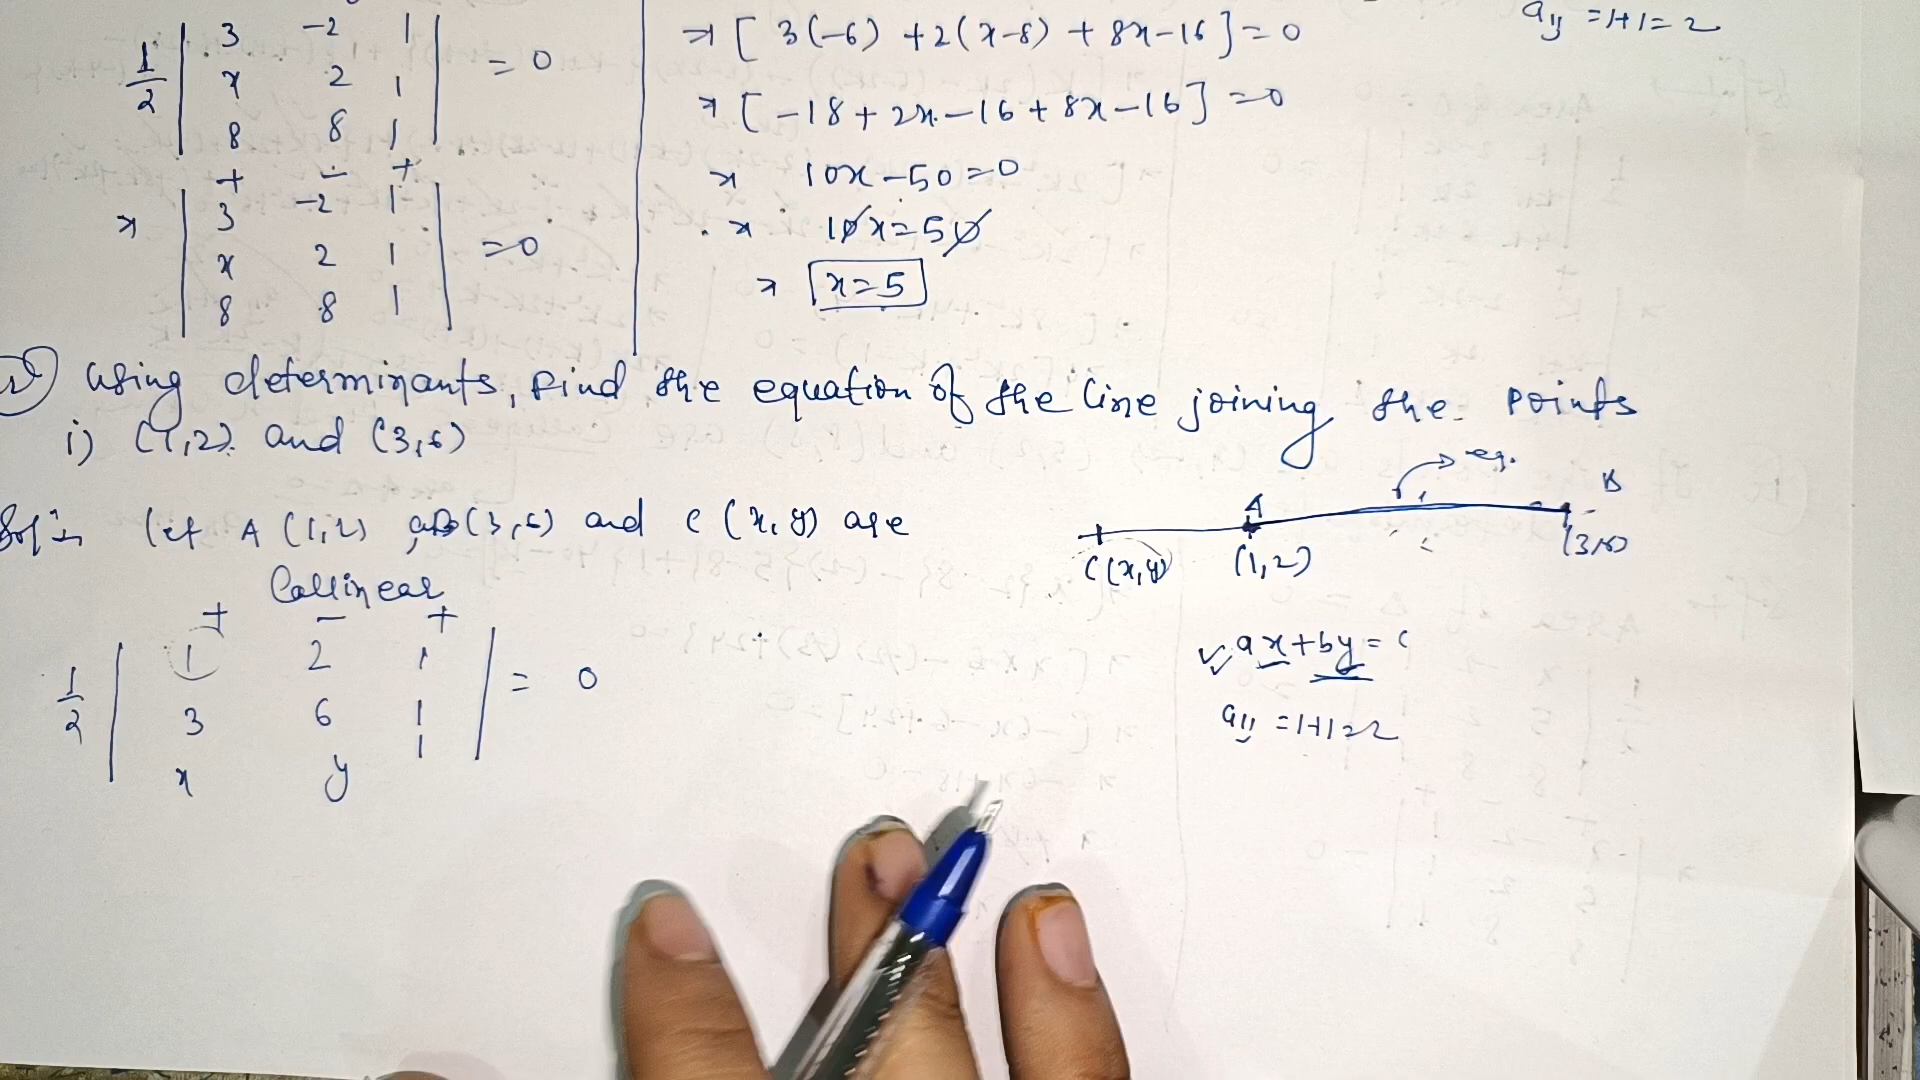 1/2 | 3 -2 1 | = 0
x 2 1
8 8 1
+ - +
⇒ | 3 -2 1 | = 0
x 2 1
8 8 1
⇒ [ 3(-6) + 2(x-8) + 8x-16 ] = 0
⇒ [ -18 + 2x - 16 + 8x - 16 ] = 0
⇒ 10x - 50 = 0
⇒ 10x = 50
⇒ x = 5
aij = 1+1 = 2
Using determinants, find the equation of the line joining the points
i) (1,2) and (3,6)
Solⁿ:- let A (1,2), B(3,6) and C (x,y) are
Collinear
+ - +
1/2 | 1 2 1 | = 0
3 6 1
x y 1
eq.
A B
C(x,y) (1,2) (3,6)
ax + by = c
a11 = 1+1 = 2